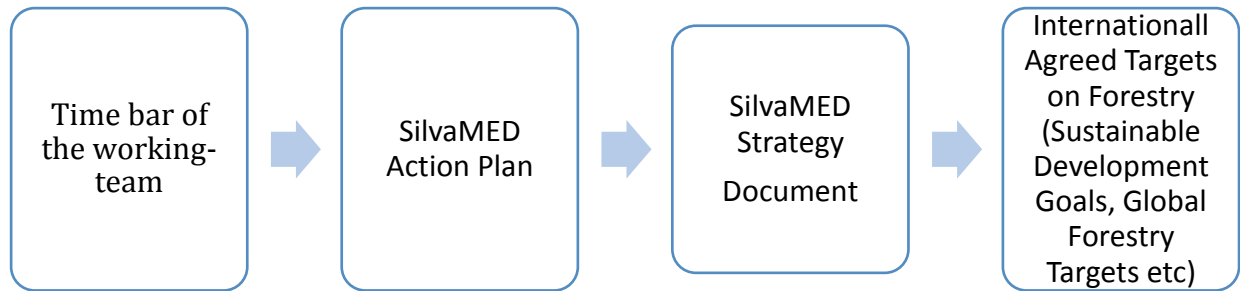 Time bar of
the working-
team
SilvaMED
Action Plan
SilvaMED
Strategy
Document
Internationall
Agreed Targets
on Forestry
(Sustainable
Development
Goals, Global
Forestry
Targets etc)